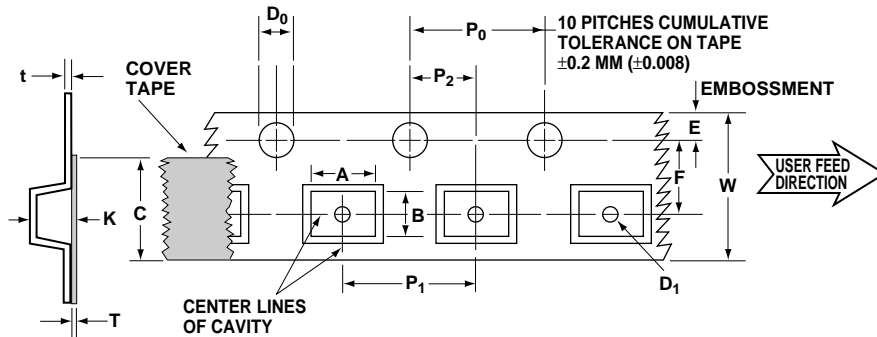 D0
P0
10 PITCHES CUMULATIVE
TOLERANCE ON TAPE
±0.2 MM (±0.008)
t
COVER
TAPE
P2
EMBOSSMENT
E
A
F
W
USER FEED
DIRECTION
K
C
B
P1
D1
CENTER LINES
OF CAVITY
T